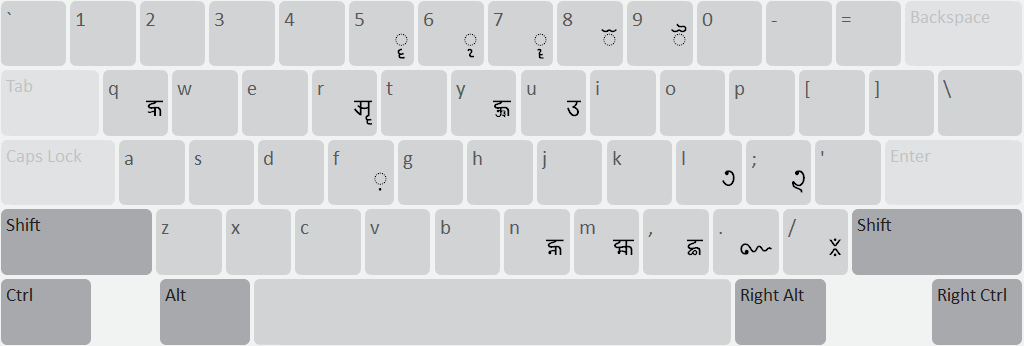 ` 1 2 3 4 5 6 7 8 9 0 - = Backspace
Tab q w e r t y u i o p [ ] \
Caps Lock a s d f g h j k l ; ' Enter
Shift z x c v b n m , . / Shift
Ctrl Alt Right Alt Right Ctrl